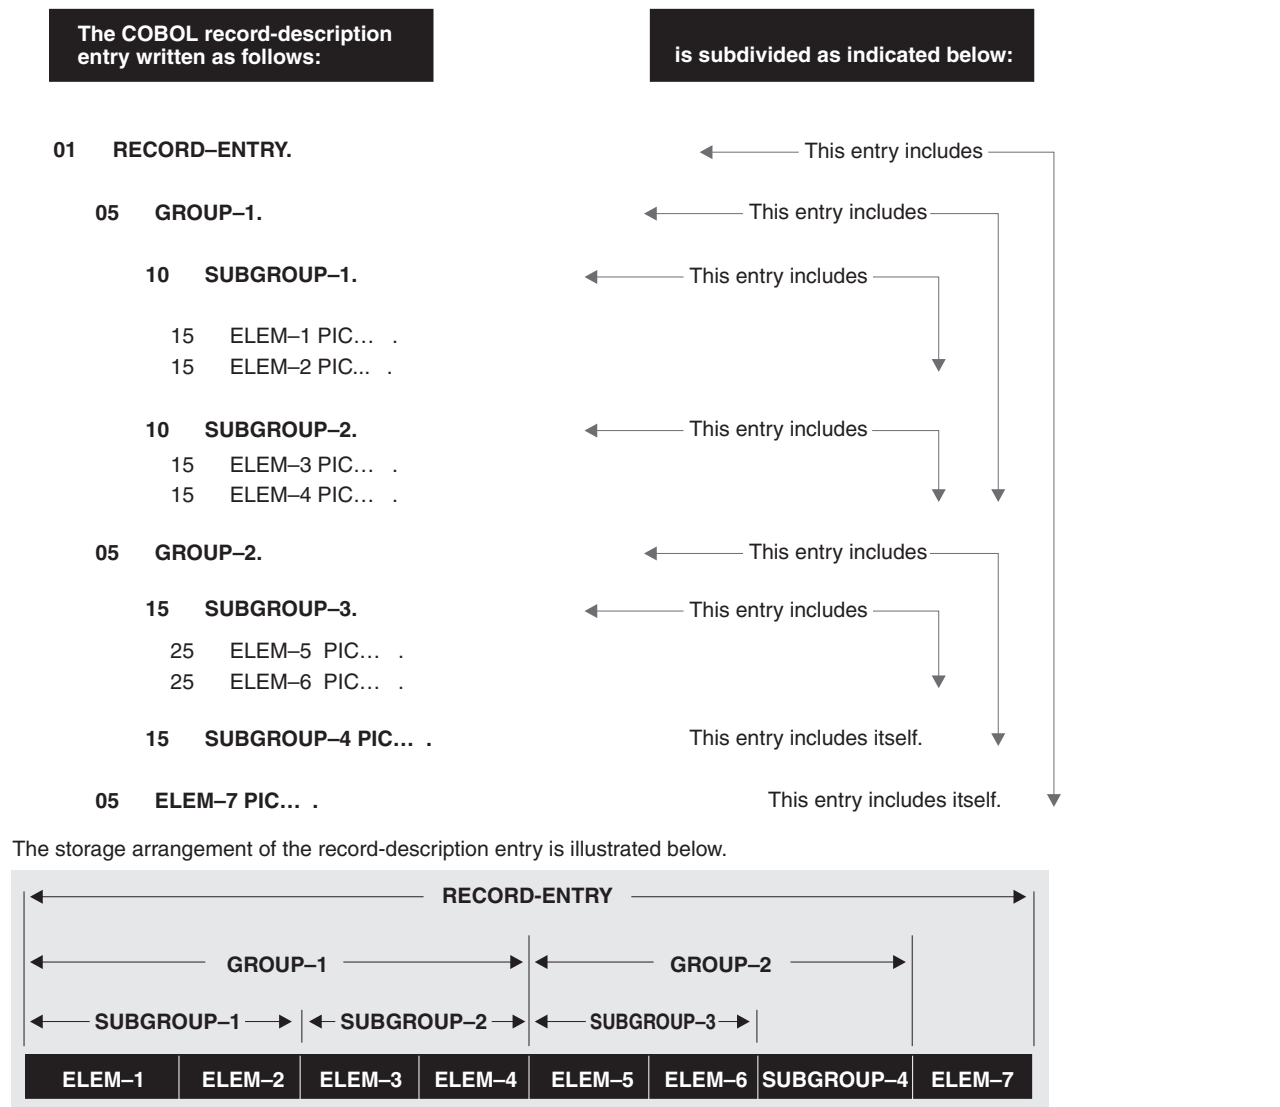 The COBOL record-description
entry written as follows:
is subdivided as indicated below:
01 RECORD–ENTRY. This entry includes
05 GROUP–1. This entry includes
10 SUBGROUP–1. This entry includes
15 ELEM–1 PIC… .
15 ELEM–2 PIC... .
10 SUBGROUP–2. This entry includes
15 ELEM–3 PIC… .
15 ELEM–4 PIC… .
05 GROUP–2. This entry includes
15 SUBGROUP–3. This entry includes
25 ELEM–5 PIC… .
25 ELEM–6 PIC… .
15 SUBGROUP–4 PIC… . This entry includes itself.
05 ELEM–7 PIC… . This entry includes itself.
The storage arrangement of the record-description entry is illustrated below.
RECORD-ENTRY
GROUP–1 GROUP–2
SUBGROUP–1 SUBGROUP–2 SUBGROUP–3
ELEM–1 ELEM–2 ELEM–3 ELEM–4 ELEM–5 ELEM–6 SUBGROUP–4 ELEM–7